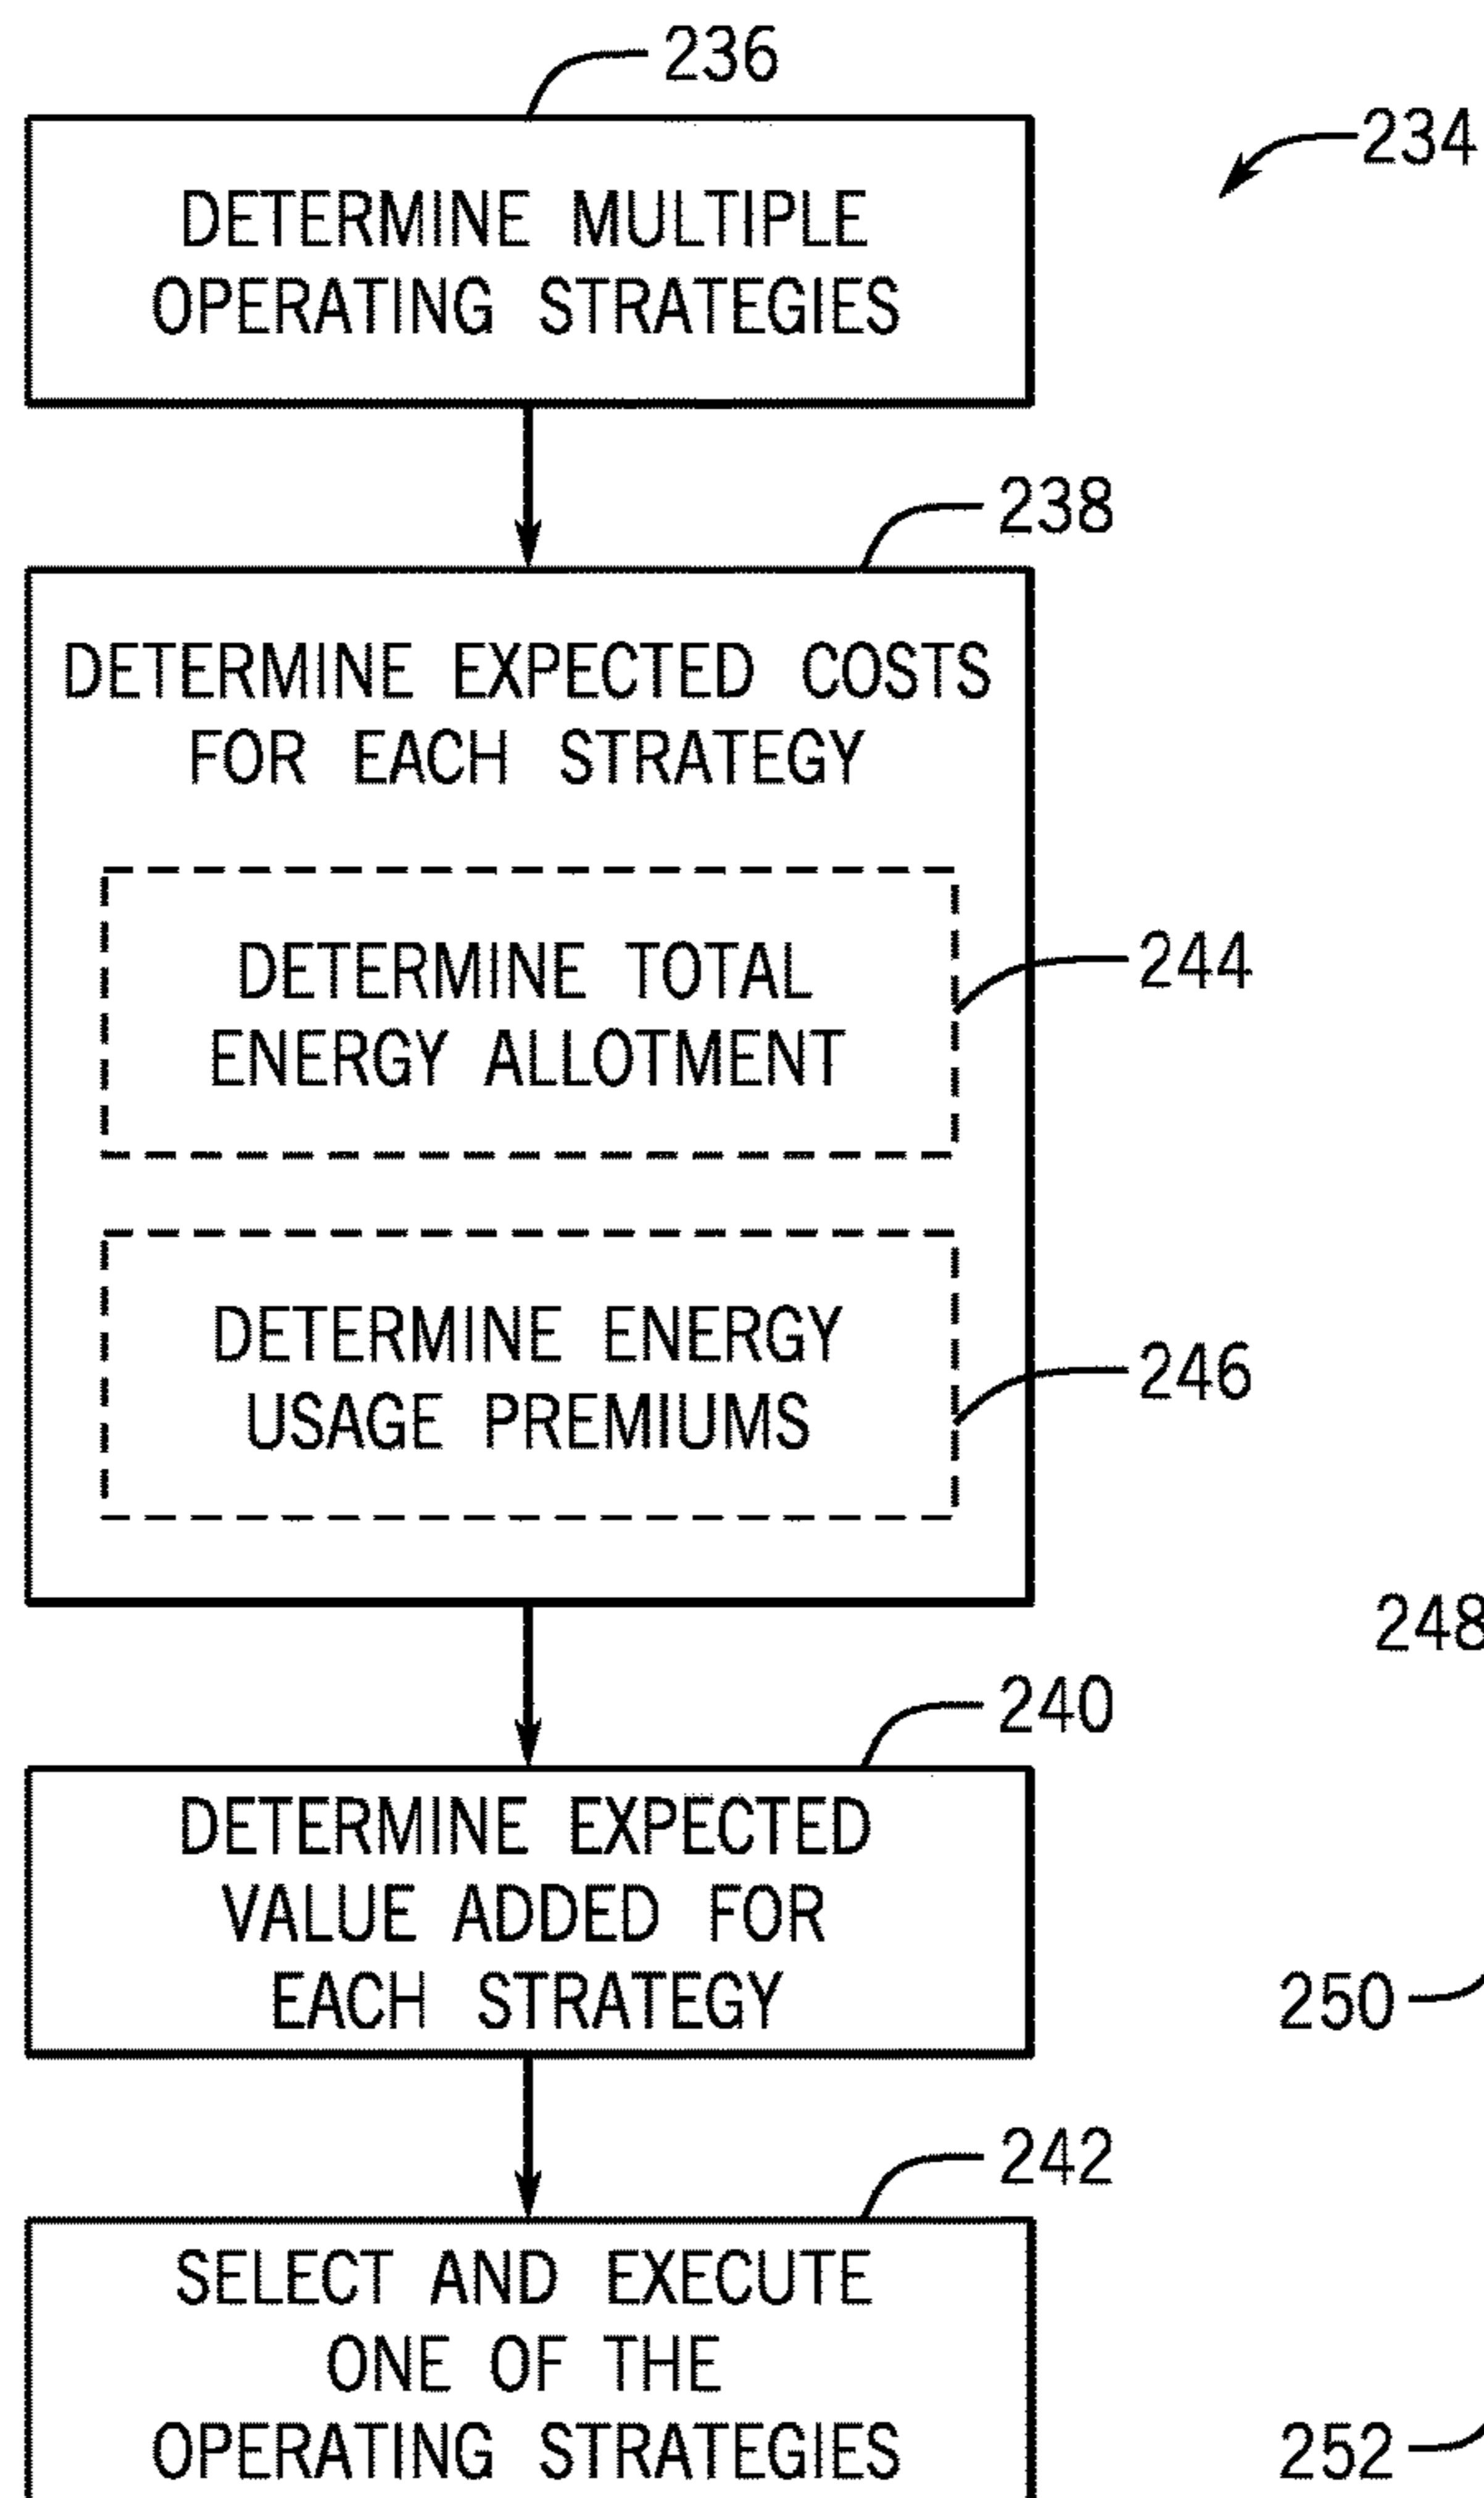 236
234
DETERMINE MULTIPLE
OPERATING STRATEGIES
238
DETERMINE EXPECTED COSTS
FOR EACH STRATEGY
DETERMINE TOTAL
ENERGY ALLOTMENT
244
DETERMINE ENERGY
USAGE PREMIUMS
246
248
240
DETERMINE EXPECTED
VALUE ADDED FOR
EACH STRATEGY
250
242
SELECT AND EXECUTE
ONE OF THE
OPERATING STRATEGIES
252